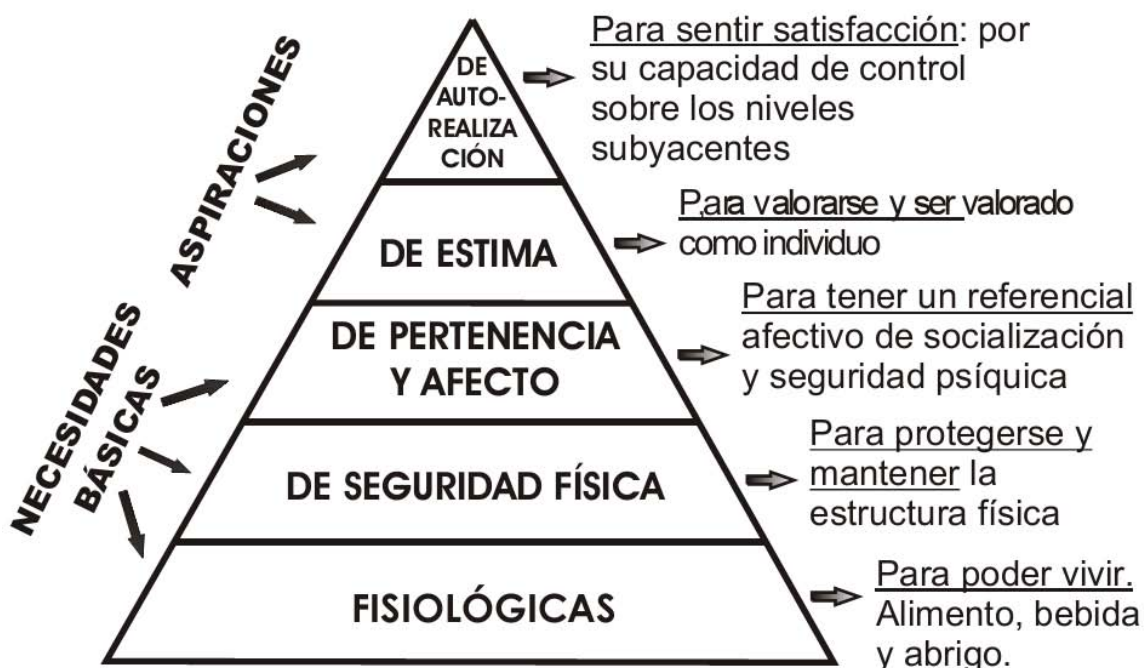 ASPIRACIONES
NECESIDADES
BÁSICAS
DE
AUTO-
REALIZA
CIÓN
Para sentir satisfacción: por
su capacidad de control
sobre los niveles
subyacentes
DE ESTIMA
P,ara valorarse y ser valorado
como individuo
DE PERTENENCIA
Y AFECTO
Para tener un referencial
afectivo de socialización
y seguridad psíquica
DE SEGURIDAD FÍSICA
Para protegerse y
mantener la
estructura física
FISIOLÓGICAS
Para poder vivir.
Alimento, bebida
y abrigo.